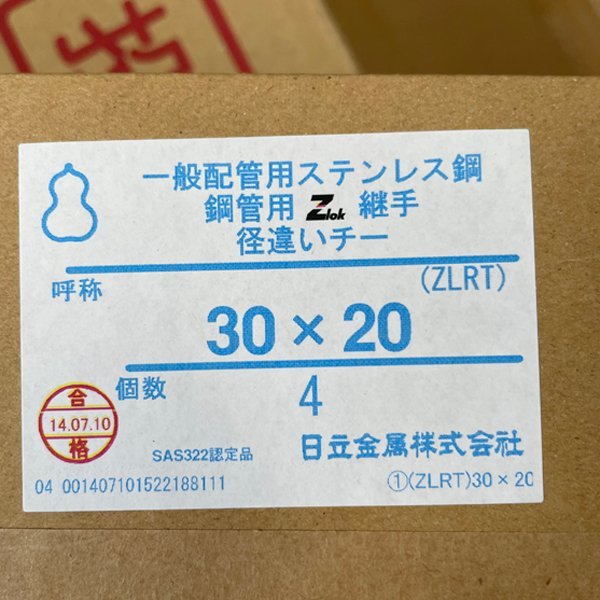 一般配管用ステンレス鋼
鋼管用 Zlok 継手
径違いチー
(ZLRT)
呼称
30×20
個数
4
合
14.07.10
格
SAS322認定品
日立金属株式会社
04 001407101522188111
①(ZLRT)30×20